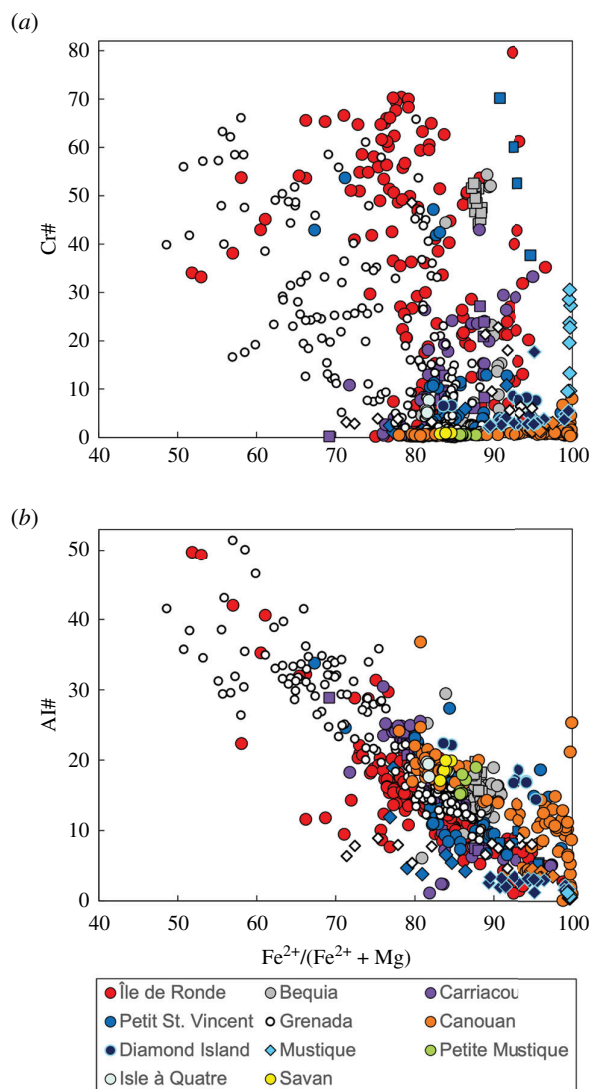 (a)
80
70
60
50
40
30
20
10
0
Cr#
40 50 60 70 80 90 100
(b)
50
40
30
20
10
0
AI#
40 50 60 70 80 90 100
Fe²⁺/(Fe²⁺ + Mg)
Île de Ronde Bequia Carriacou
Petit St. Vincent Grenada Canouan
Diamond Island Mustique Petite Mustique
Isle à Quatre Savan